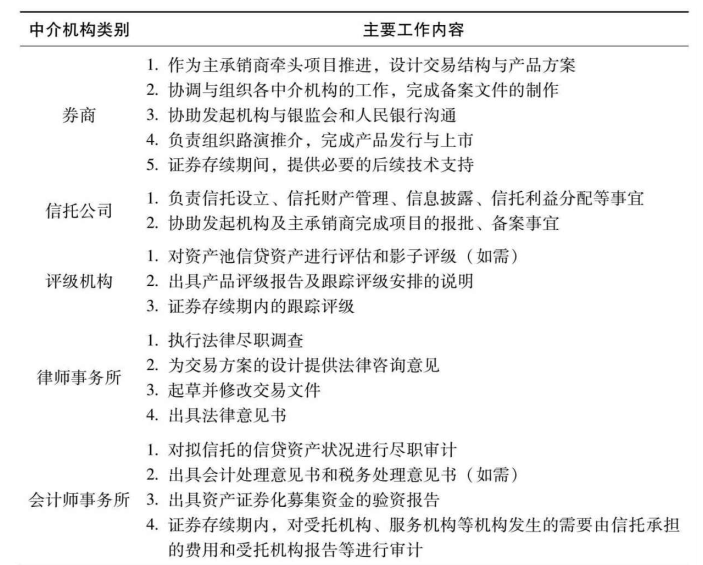 中介机构类别 主要工作内容
1. 作为主承销商牵头项目推进，设计交易结构与产品方案
2. 协调与组织各中介机构的工作，完成备案文件的制作
券商 3. 协助发起机构与银监会和人民银行沟通
4. 负责组织路演推介，完成产品发行与上市
5. 证券存续期间，提供必要的后续技术支持
信托公司 1. 负责信托设立、信托财产管理、信息披露、信托利益分配等事宜
2. 协助发起机构及主承销商完成项目的报批、备案事宜
1. 对资产池信贷资产进行评估和影子评级（如需）
评级机构 2. 出具产品评级报告及跟踪评级安排的说明
3. 证券存续期内的跟踪评级
1. 执行法律尽职调查
律师事务所 2. 为交易方案的设计提供法律咨询意见
3. 起草并修改交易文件
4. 出具法律意见书
1. 对拟信托的信贷资产状况进行尽职审计
2. 出具会计处理意见书和税务处理意见书（如需）
会计师事务所 3. 出具资产证券化募集资金的验资报告
4. 证券存续期内，对受托机构、服务机构等机构发生的需要由信托承担
的费用和受托机构报告等进行审计